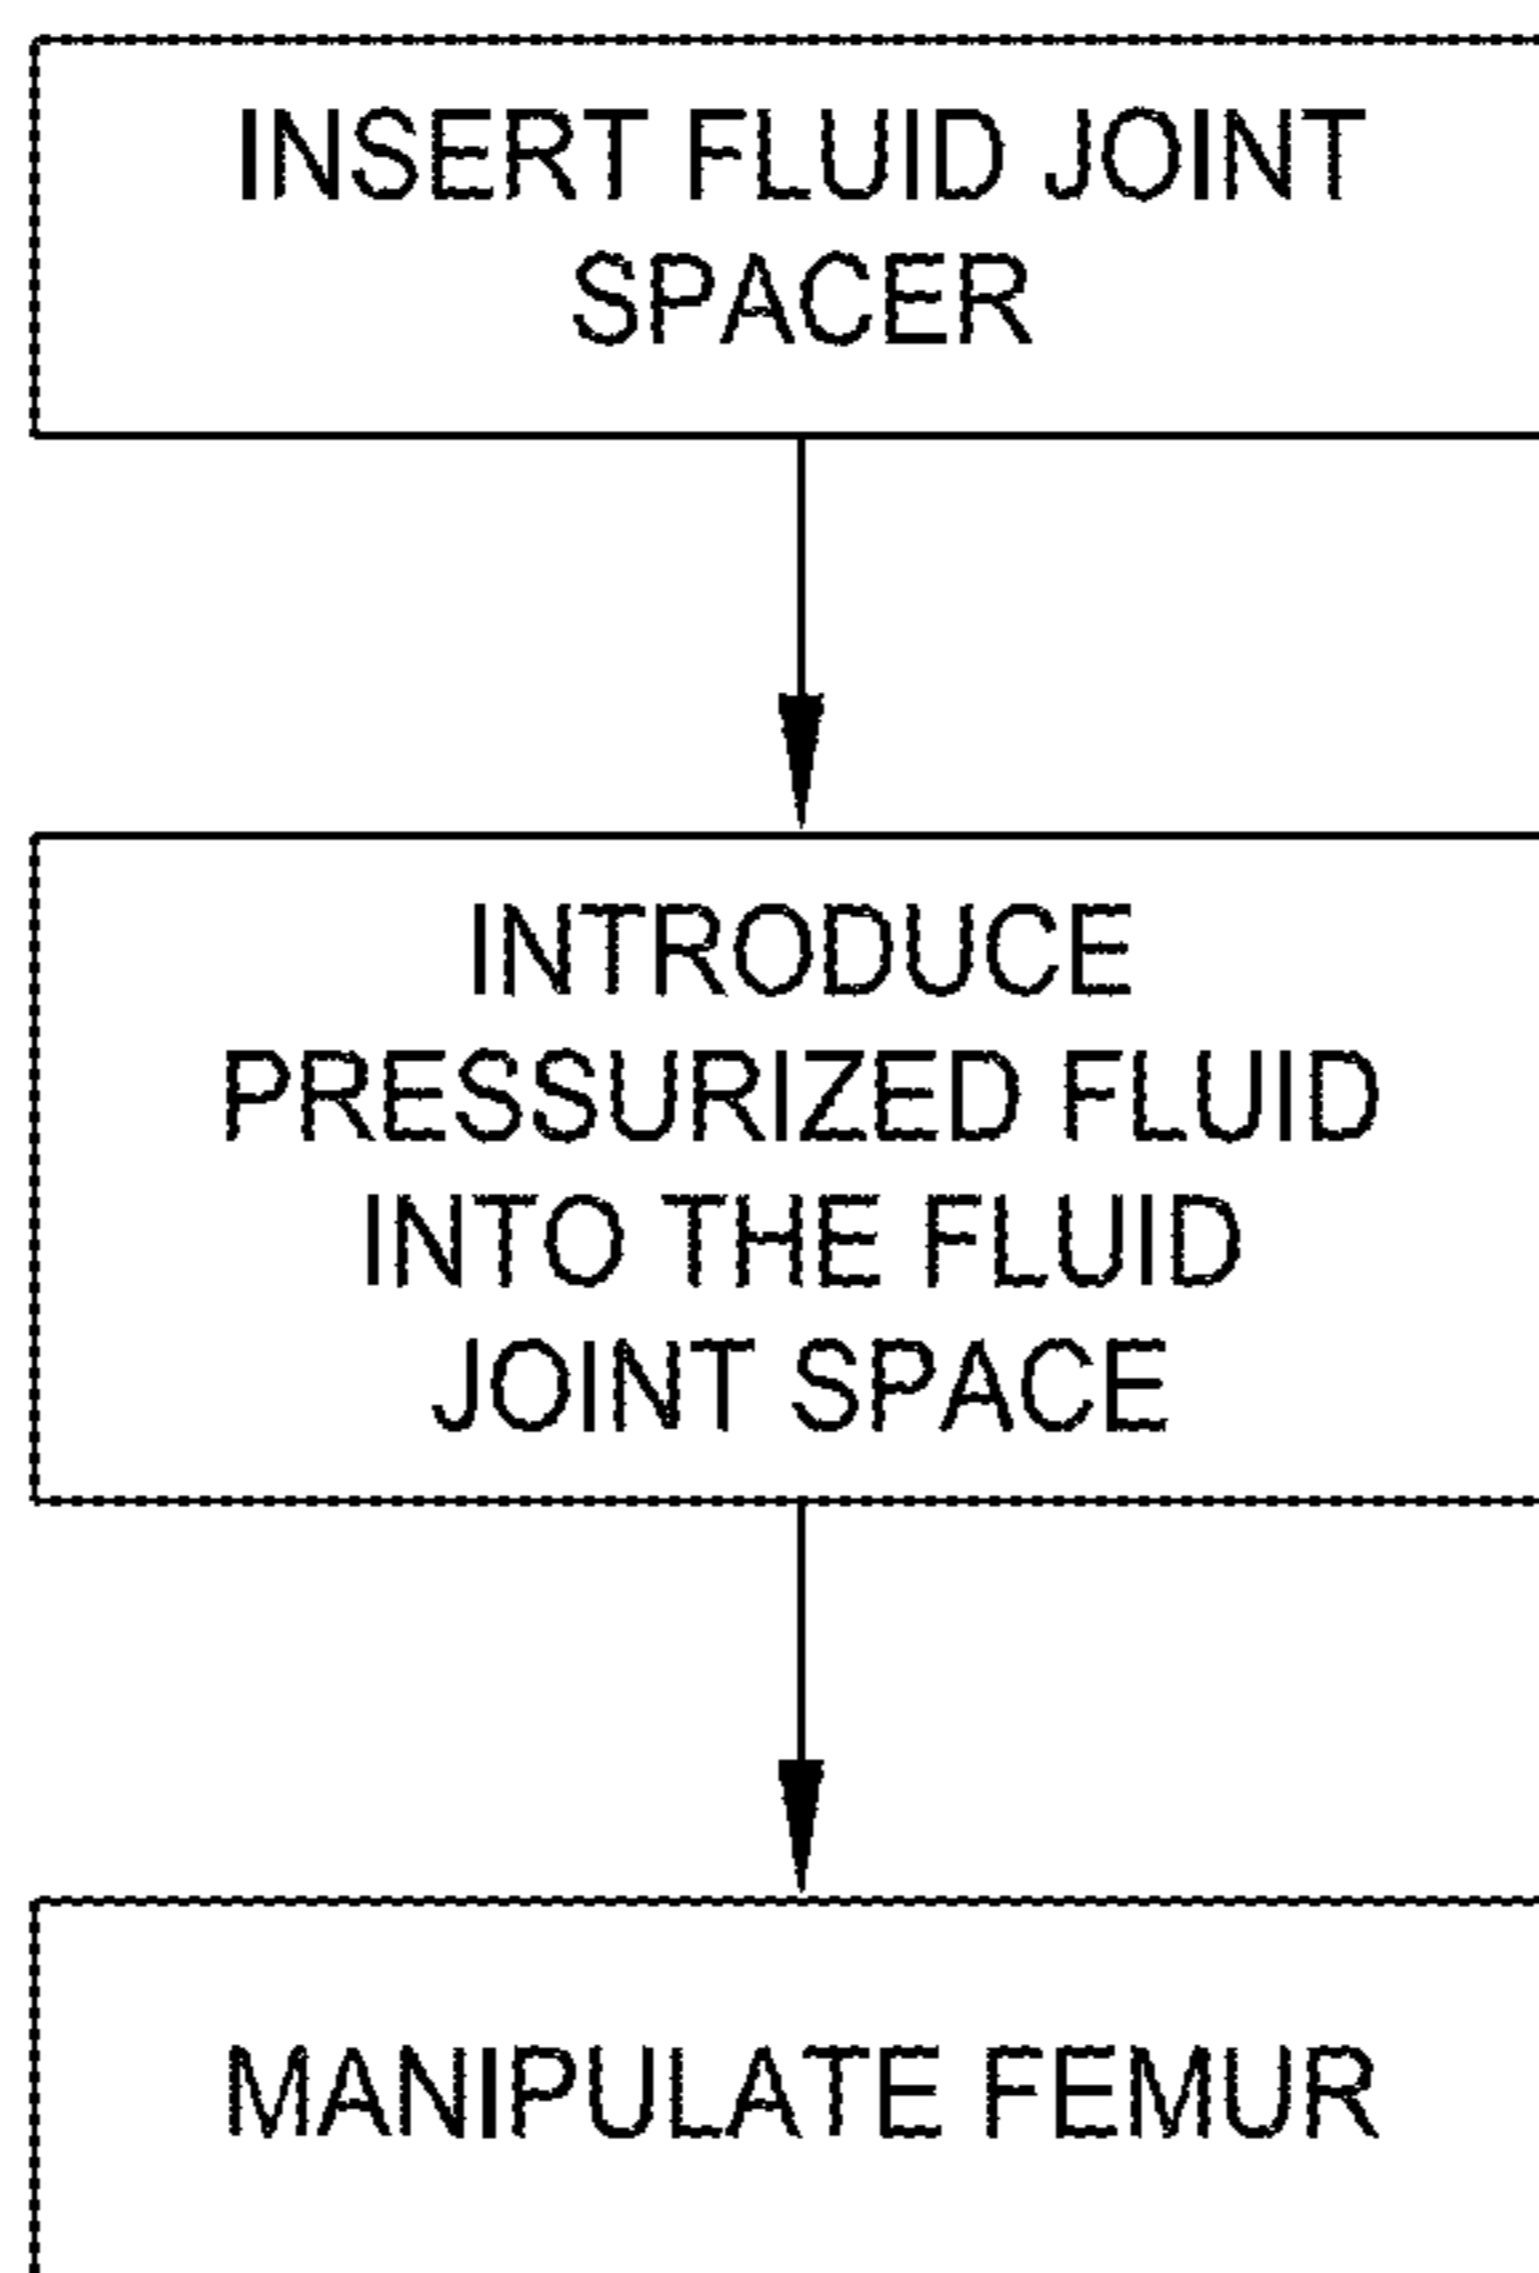 INSERT FLUID JOINT
SPACER
INTRODUCE
PRESSURIZED FLUID
INTO THE FLUID
JOINT SPACE
MANIPULATE FEMUR